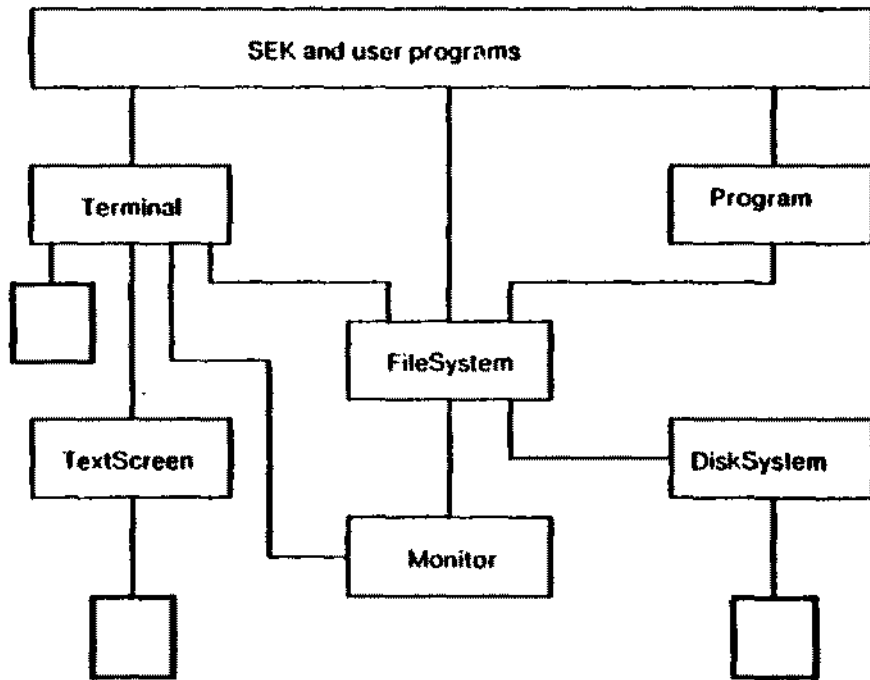 SEK and user programs
Terminal
Program
FileSystem
TextScreen
DiskSystem
Monitor